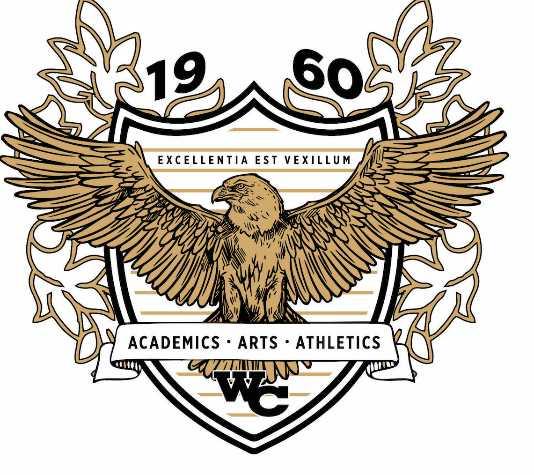 19 60
EXCELLENTIA EST VEXILLUM
ACADEMICS · ARTS · ATHLETICS
WC